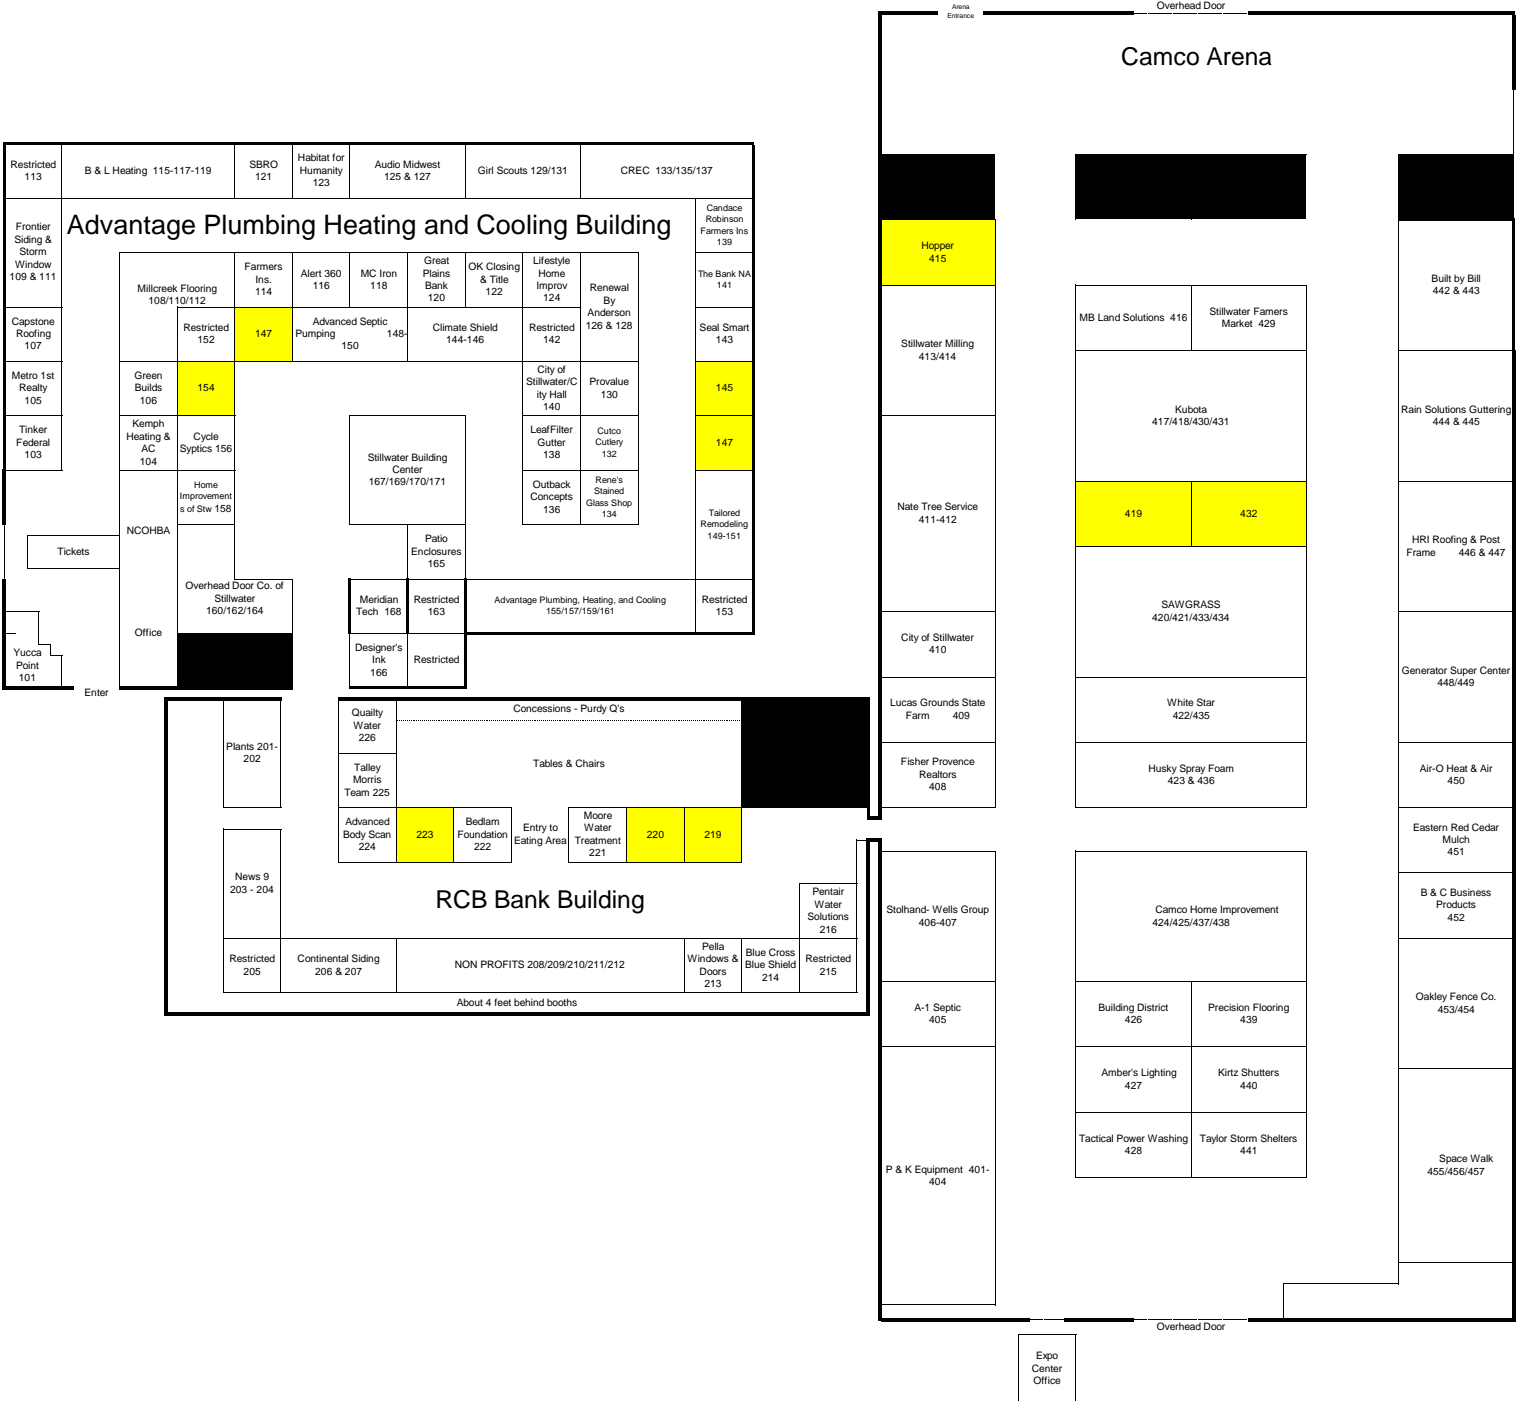 Arena
Entrance
Overhead Door
Camco Arena
Restricted
113
B & L Heating  115-117-119
SBRO
121
Habitat for
Humanity
123
Audio Midwest
125 & 127
Girl Scouts 129/131
CREC  133/135/137
Advantage Plumbing Heating and Cooling Building
Frontier
Siding &
Storm
Window
109 & 111
Candace
Robinson
Farmers Ins
139
Millcreek Flooring
108/110/112
Farmers
Ins.
114
Alert 360
116
MC Iron
118
Great
Plains
Bank
120
OK Closing
& Title
122
Lifestyle
Home
Improv
124
Renewal
By
Anderson
126 & 128
The Bank NA
141
Capstone
Roofing
107
Restricted
152
147
Advanced Septic
Pumping 148-
150
Climate Shield
144-146
Restricted
142
Seal Smart
143
Metro 1st
Realty
105
Green
Builds
106
154
City of
Stillwater/C
ity Hall
140
Provalue
130
145
Tinker
Federal
103
Kemph
Heating &
AC
104
Cycle
Syptics 156
Stillwater Building
Center
167/169/170/171
LeafFilter
Gutter
138
Cutco
Cutlery
132
147
Home
Improvement
s of Stw 158
Outback
Concepts
136
Rene's
Stained
Glass Shop
134
Tailored
Remodeling
149-151
NCOHBA
Tickets
Patio
Enclosures
165
Overhead Door Co. of
Stillwater
160/162/164
Meridian
Tech  168
Restricted
163
Advantage Plumbing, Heating, and Cooling
155/157/159/161
Restricted
153
Office
Yucca
Point
101
Designer's
Ink
166
Restricted
Enter
Plants 201-
202
Quailty
Water
226
Concessions - Purdy Q's
Talley
Morris
Team 225
Tables & Chairs
Advanced
Body Scan
224
223
Bedlam
Foundation
222
Entry to
Eating Area
Moore
Water
Treatment
221
220
219
News 9
203 - 204
RCB Bank Building
Pentair
Water
Solutions
216
Restricted
205
Continental Siding
206 & 207
NON PROFITS 208/209/210/211/212
Pella
Windows &
Doors
213
Blue Cross
Blue Shield
214
Restricted
215
About 4 feet behind booths
Hopper
415
Stillwater Milling
413/414
Nate Tree Service
411-412
City of Stillwater
410
Lucas Grounds State
Farm 409
Fisher Provence
Realtors
408
Stolhand- Wells Group
406-407
A-1 Septic
405
P & K Equipment  401-
404
MB Land Solutions  416
Stillwater Famers
Market  429
Kubota
417/418/430/431
419
432
SAWGRASS
420/421/433/434
White Star
422/435
Husky Spray Foam
423 & 436
Camco Home Improvement
424/425/437/438
Building District
426
Precision Flooring
439
Amber's Lighting
427
Kirtz Shutters
440
Tactical Power Washing
428
Taylor Storm Shelters
441
Built by Bill
442 & 443
Rain Solutions Guttering
444 & 445
HRI Roofing & Post
Frame 446 & 447
Generator Super Center
448/449
Air-O Heat & Air
450
Eastern Red Cedar
Mulch
451
B & C Business
Products
452
Oakley Fence Co.
453/454
Space Walk
455/456/457
Overhead Door
Expo
Center
Office